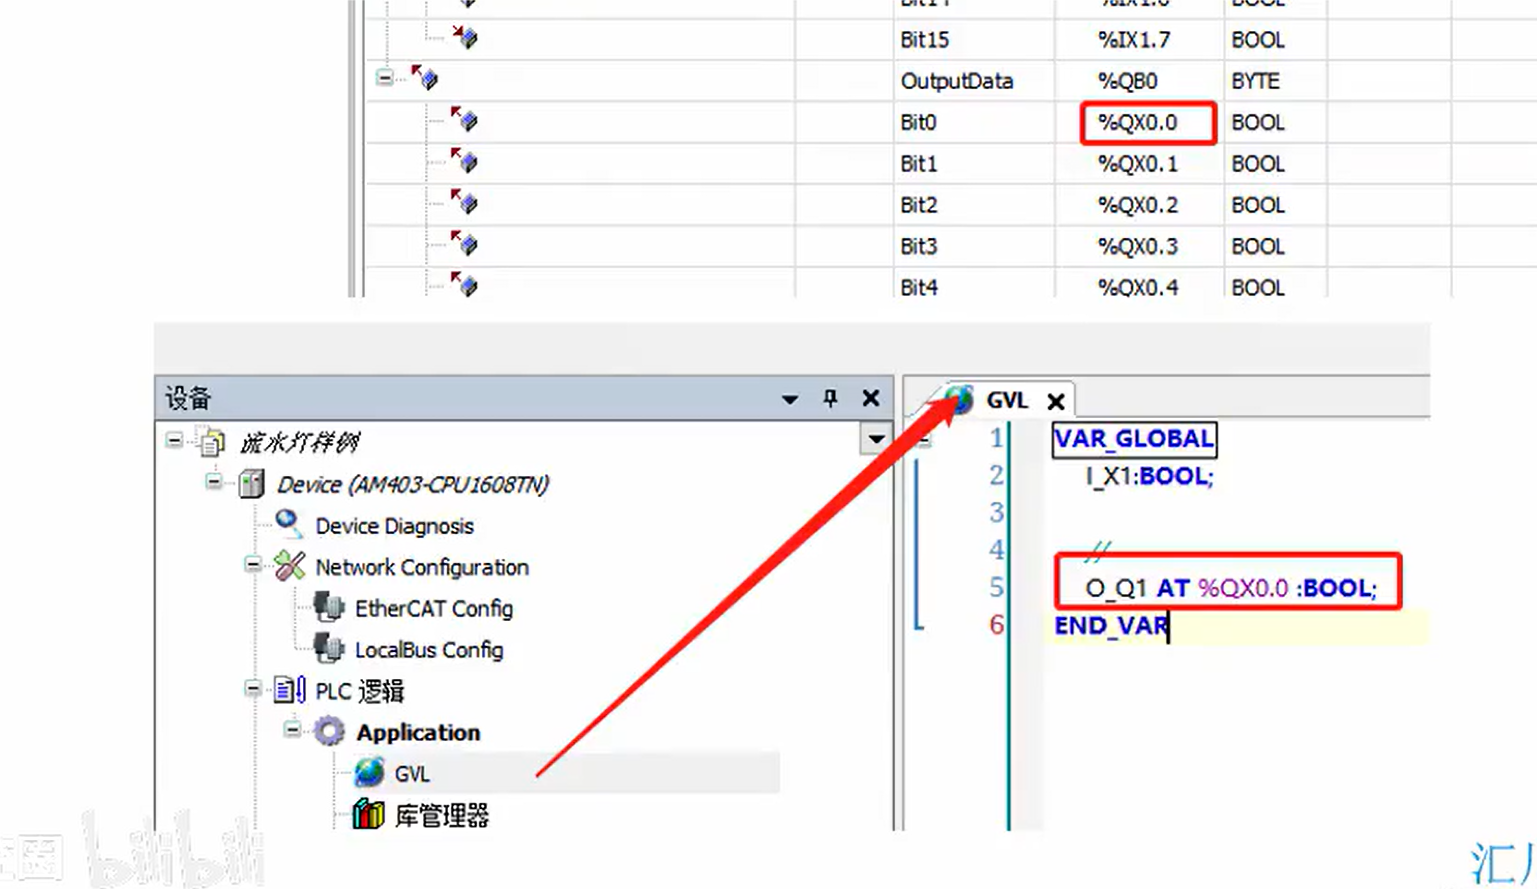 Bit14 %IX1.6 BOOL
Bit15 %IX1.7 BOOL
OutputData %QB0 BYTE
Bit0 %QX0.0 BOOL
Bit1 %QX0.1 BOOL
Bit2 %QX0.2 BOOL
Bit3 %QX0.3 BOOL
Bit4 %QX0.4 BOOL
设备
流水灯样例
Device (AM403-CPU1608TN)
Device Diagnosis
Network Configuration
EtherCAT Config
LocalBus Config
PLC 逻辑
Application
GVL
库管理器
GVL
1 VAR_GLOBAL
2 I_X1:BOOL;
3
4 //
5 O_Q1 AT %QX0.0 :BOOL;
6 END_VAR
bilibili
汇